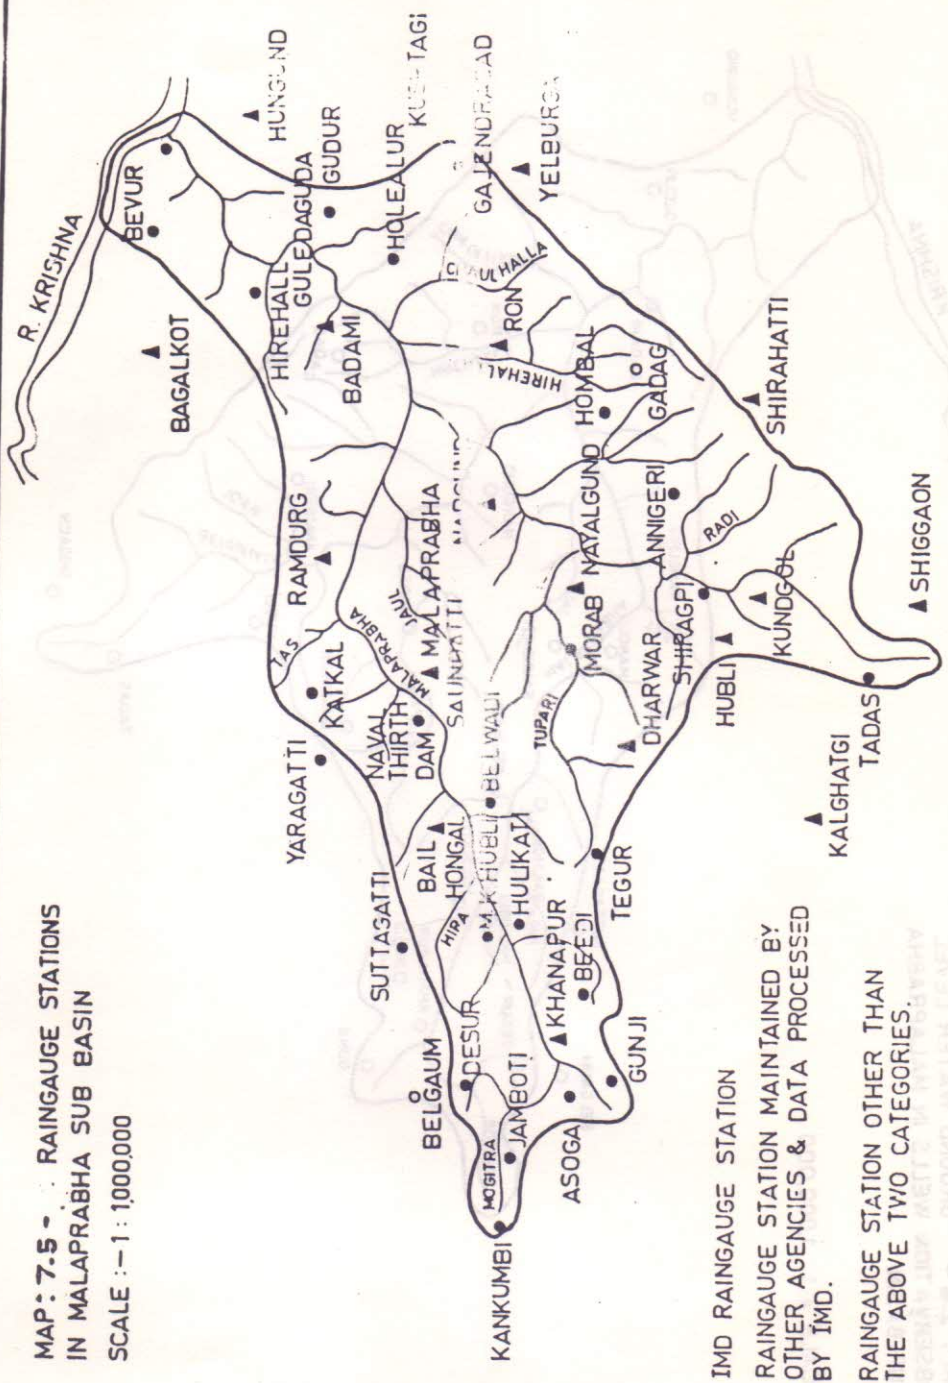 MAP: 7.5 - : RAINGAUGE STATIONS
IN MALAPRABHA SUB BASIN
SCALE :- 1 : 1,000,000
R. KRISHNA
BEVUR
HUNGUND
BAGALKOT
HIREHALL
GULEDAGUDA
GUDUR
BADAMI
HOLEALUR
YELBURGA
RON
HIREHAL
HOMBAL
GADAG
SHIRAHATTI
RAMDURG
MALAPRABHA
NAYALGUND
ANNIGERI
RADI
TAS
MALAPRABHA
JAUL
KATKAL
YARAGATTI
NAVAL
THIRTH
DAM
SAUNDATTI
MORAB
TUPARI
DHARWAR
SHIRAGPI
HUBLI
KUNDGOL
SHIGGAON
TADAS
KALGHATGI
BAIL
HONGAL
BELWADI
M.K.HUBLI
HULIKATI
TEGUR
SUTTAGATTI
HIRA
KHANAPUR
BEEDI
BELGAUM
DESUR
JAMBOTI
GUNJI
ASOGA
MOGITRA
KANKUMBI
IMD RAINGAUGE STATION
RAINGAUGE STATION MAINTAINED BY
OTHER AGENCIES & DATA PROCESSED
BY IMD.
RAINGAUGE STATION OTHER THAN
THE ABOVE TWO CATEGORIES.